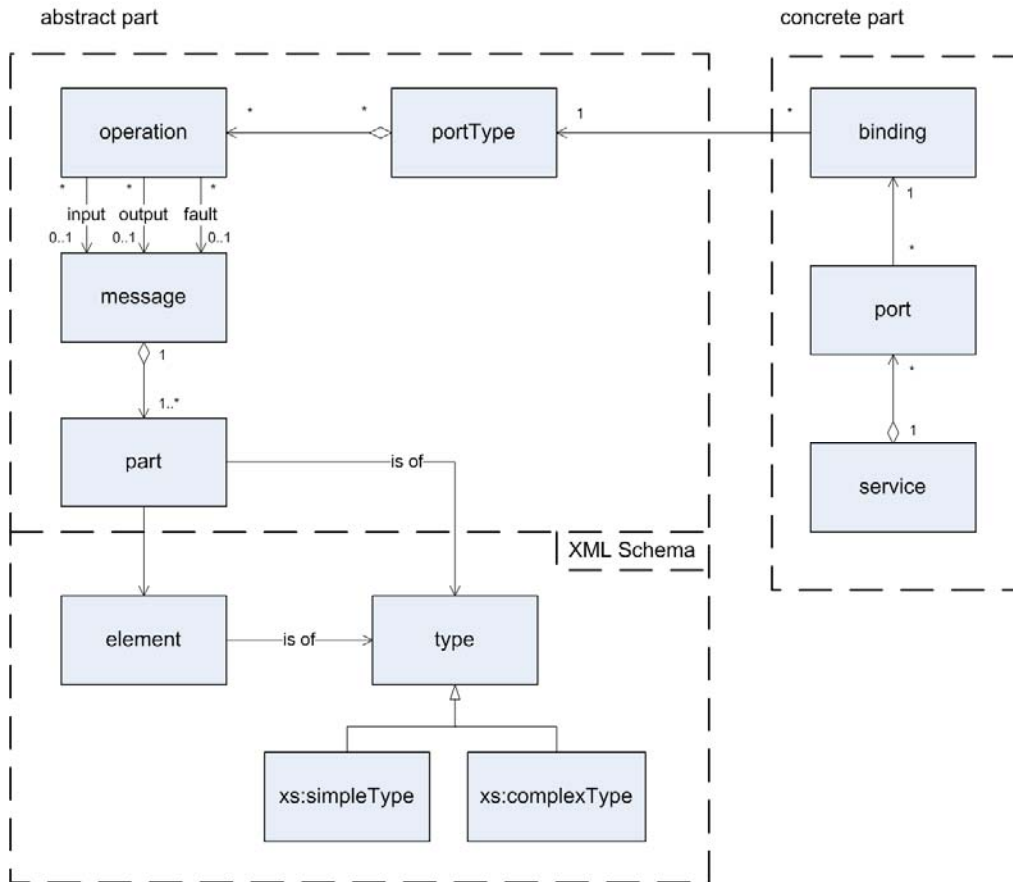 abstract part
concrete part
operation
* *
portType
1 *
binding
* * *
input output fault
0..1 0..1 0..1
1
*
message
port
1
*
1..*
1
part
is of
service
XML Schema
element
is of
type
xs:simpleType
xs:complexType